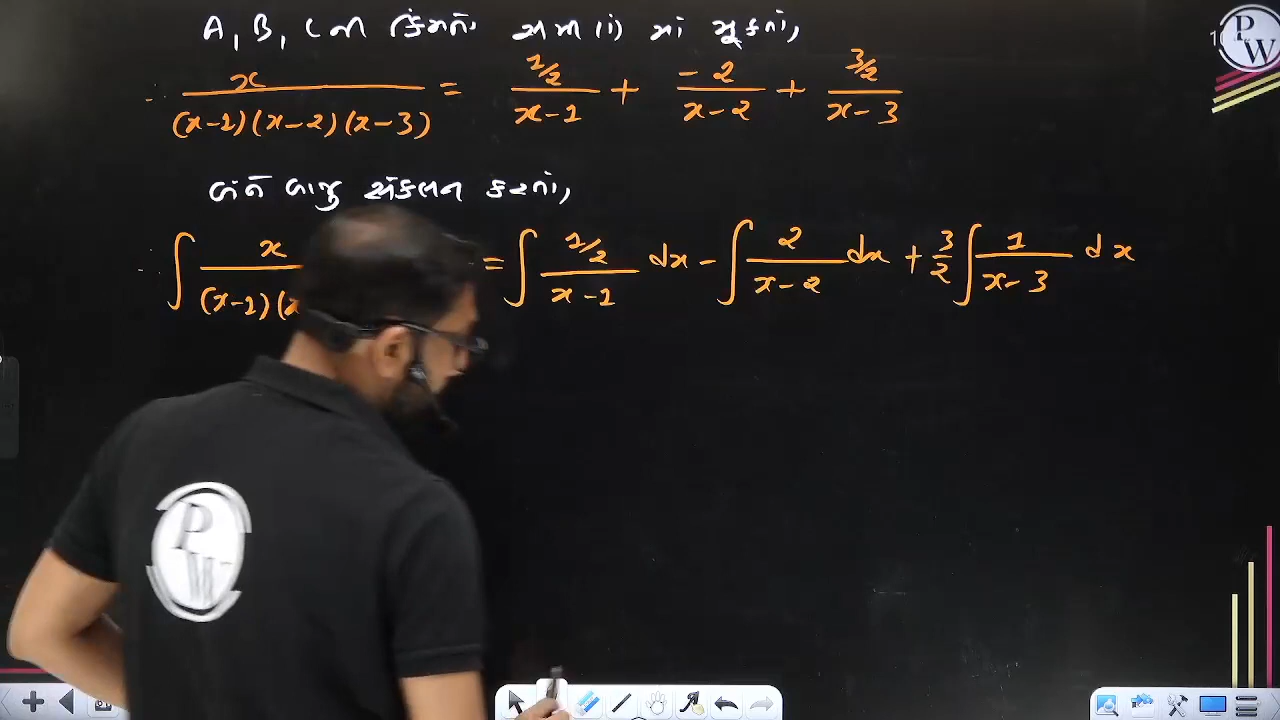 A, B, C ની કિંમતો સમ (i) માં મૂકતાં,
∴ x / (x-1)(x-2)(x-3) = 1/2 / x-1 + -2 / x-2 + 3/2 / x-3
બંને બાજુ સંકલન કરતાં,
∴ ∫ x / (x-1)(x = ∫ 1/2 / x-1 dx - ∫ 2 / x-2 dx + 3/2 ∫ 1 / x-3 dx
P W
P W